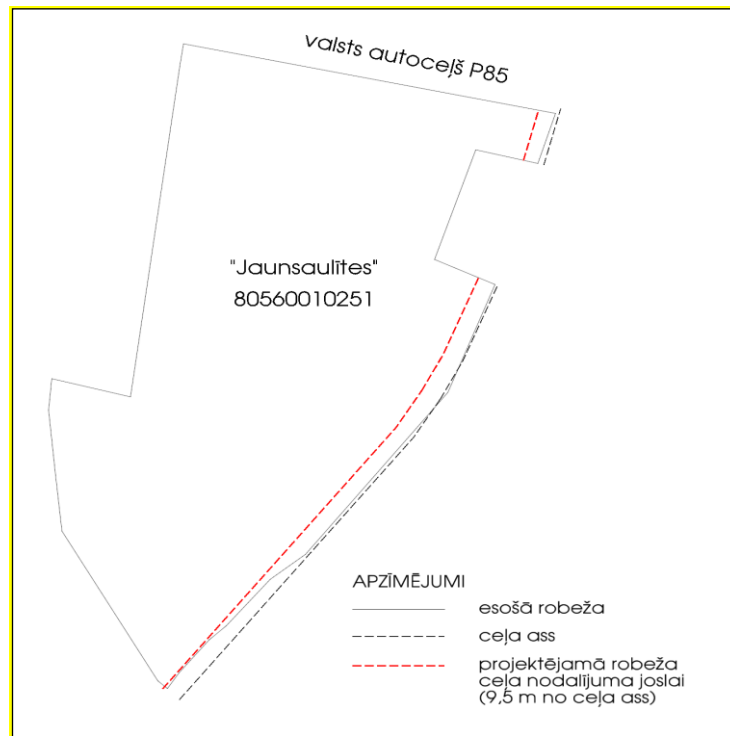 valsts autoceļš P85
"Jaunsaulītes"
80560010251
APZĪMĒJUMI
esošā robeža
ceļa ass
projektējamā robeža
ceļa nodalījuma joslai
(9,5 m no ceļa ass)